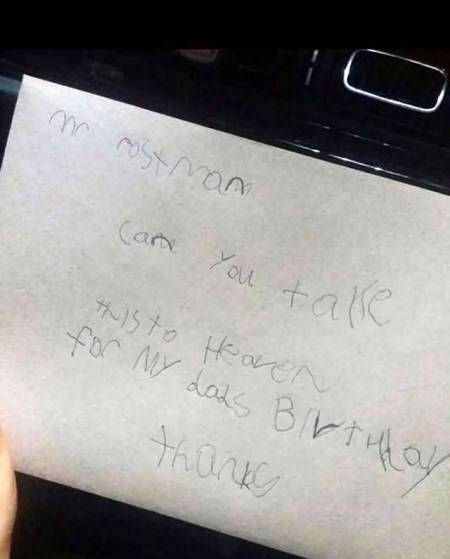 Mr Postman
Can you take
this to Heaven
for My dads BirtHday
thanks